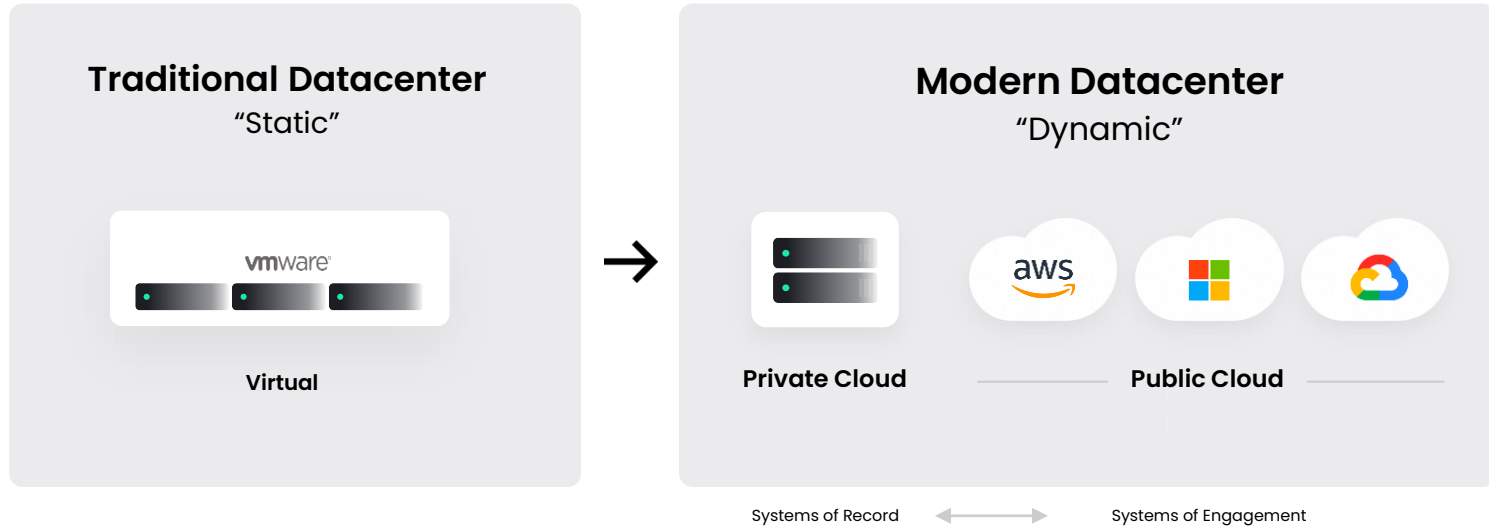 Traditional Datacenter
“Static”
vmware®
Virtual
Modern Datacenter
“Dynamic”
aws
Private Cloud
Public Cloud
Systems of Record
Systems of Engagement